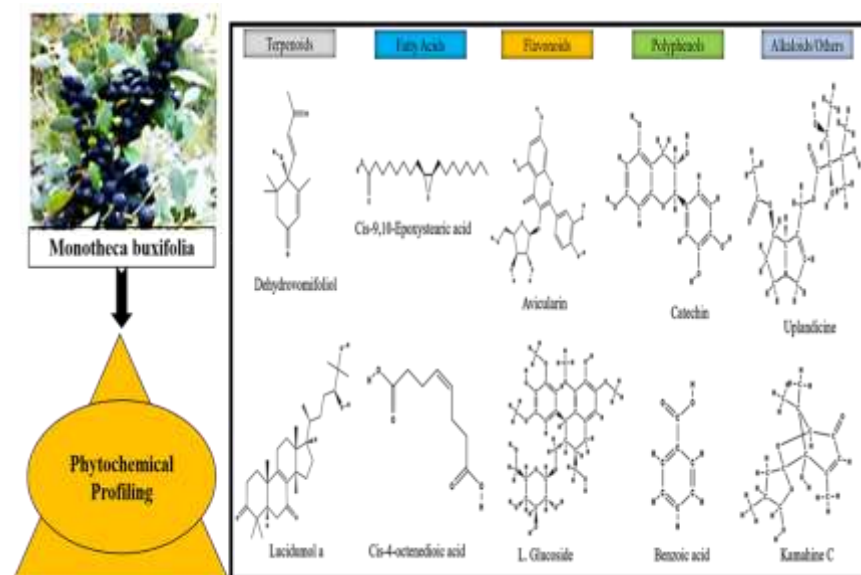 Monotheca buxifolia
Phytochemical
Profiling
Terpenoids
Fatty Acids
Flavonoids
Polyphenols
Alkaloids/Others
Dehydrovomifoliol
Cis-9,10-Epoxystearic acid
Avicularin
Catechin
Uplandicine
Lucidumol a
Cis-4-octenedioic acid
L. Glucoside
Benzoic acid
Kamahine C